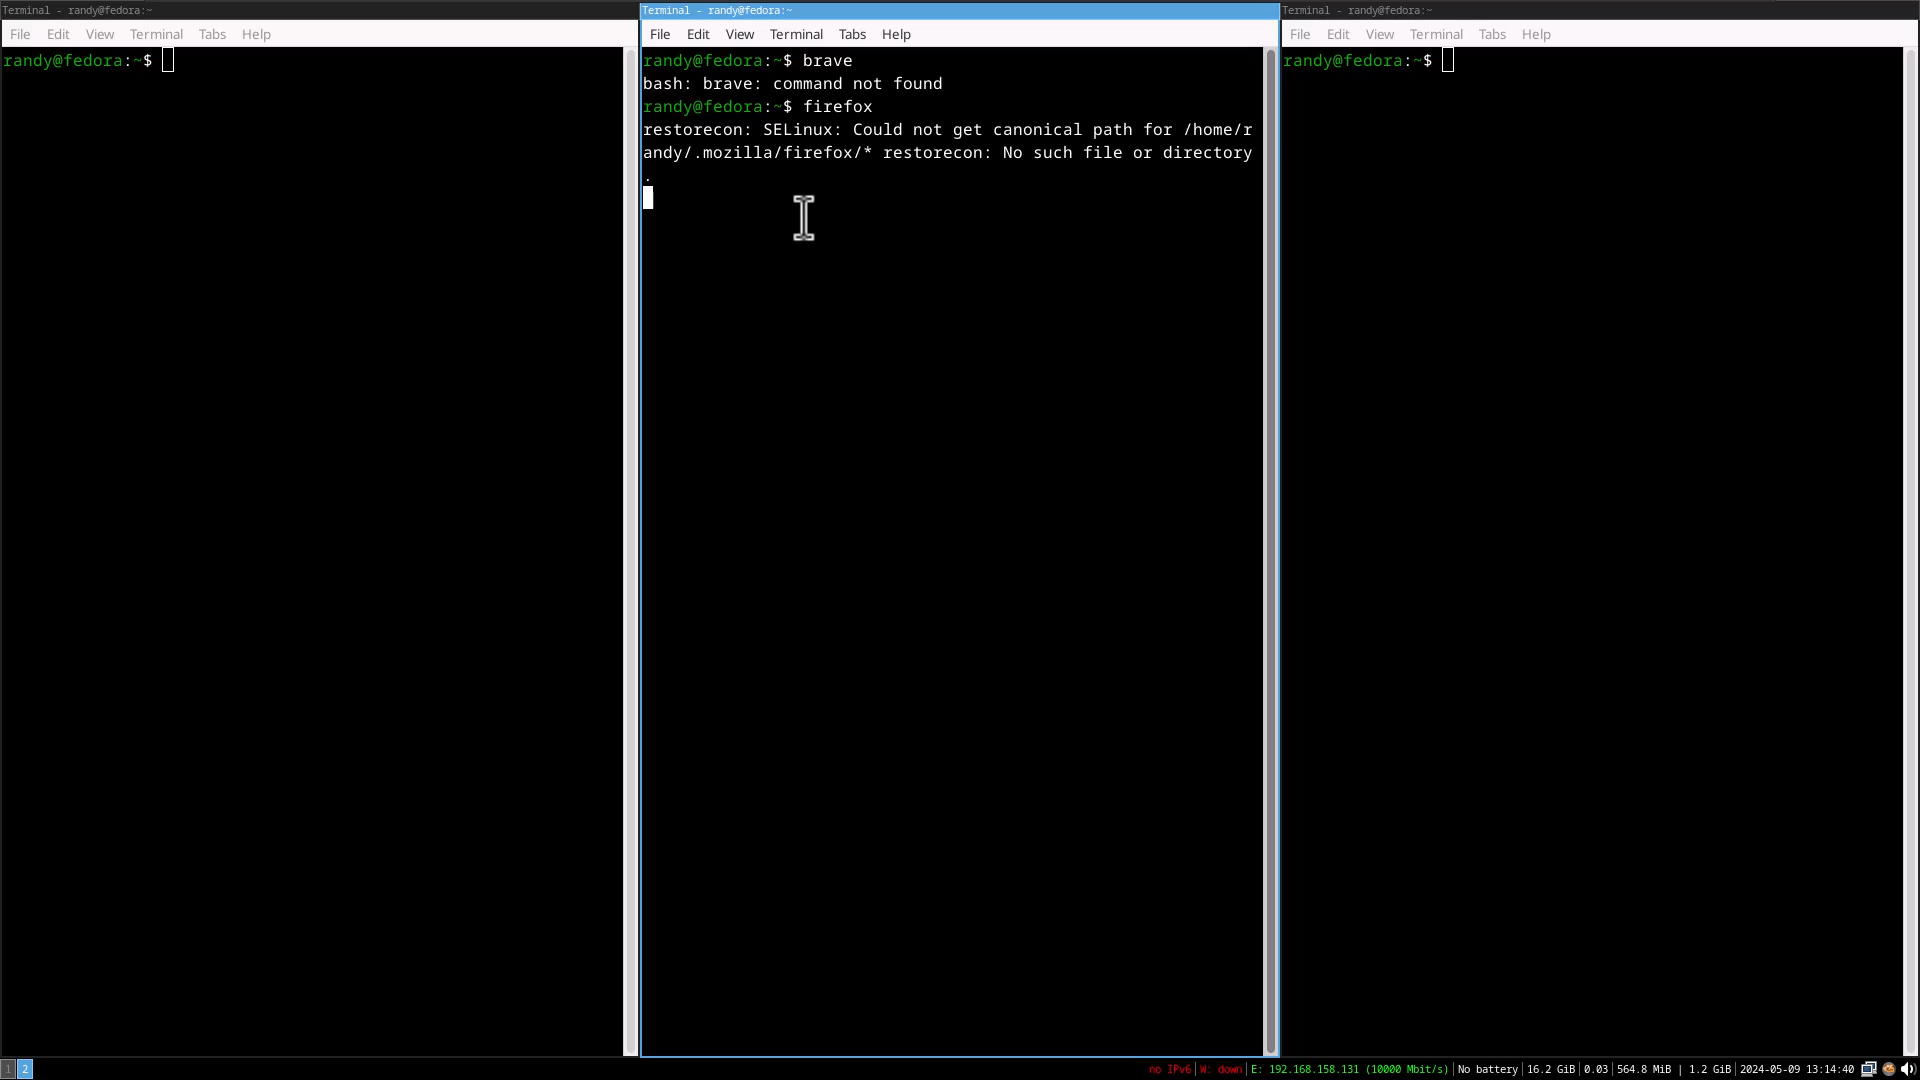 Terminal - randy@fedora:~
File Edit View Terminal Tabs Help
randy@fedora:~$
Terminal - randy@fedora:~
File Edit View Terminal Tabs Help
randy@fedora:~$ brave
bash: brave: command not found
randy@fedora:~$ firefox
restorecon: SELinux: Could not get canonical path for /home/r
andy/.mozilla/firefox/* restorecon: No such file or directory
.
Terminal - randy@fedora:~
File Edit View Terminal Tabs Help
randy@fedora:~$
1 2 no IPv6 | W: down | E: 192.168.158.131 (10000 Mbit/s) | No battery | 16.2 GiB | 0.03 | 564.8 MiB | 1.2 GiB | 2024-05-09 13:14:40